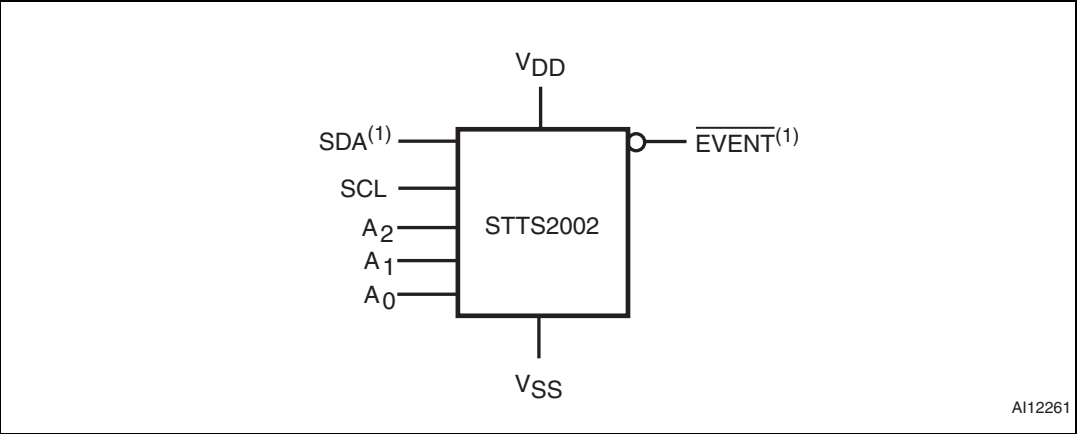 VDD
SDA(1)
EVENT(1)
SCL
STTS2002
A2
A1
A0
VSS
AI12261